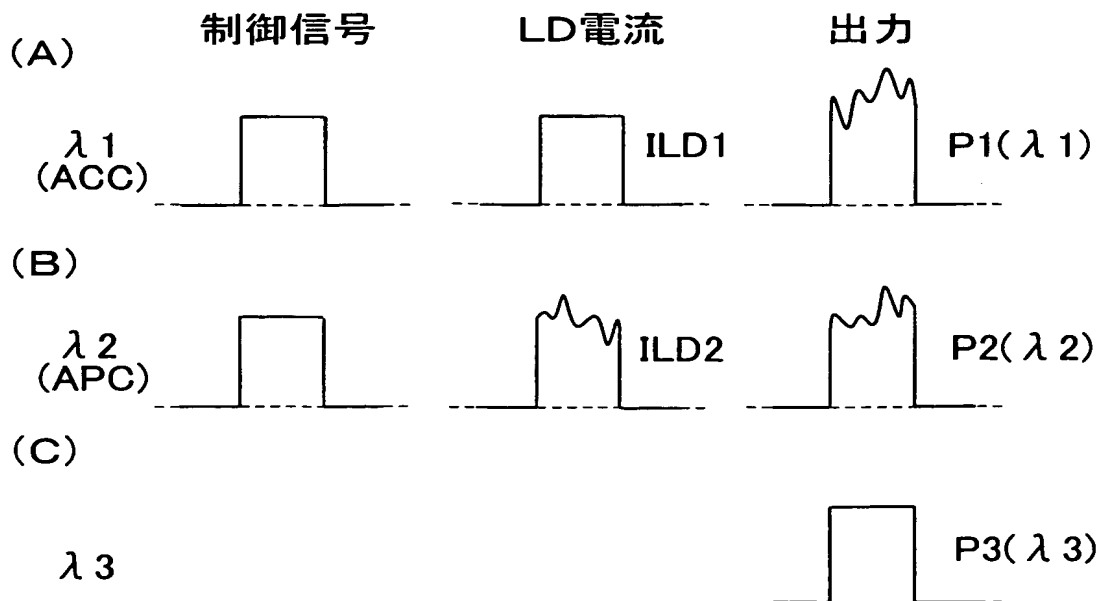 制御信号 LD電流 出力
(A)
λ1 ILD1 P1(λ1)
(ACC)
(B)
λ2 ILD2 P2(λ2)
(APC)
(C)
λ3 P3(λ3)